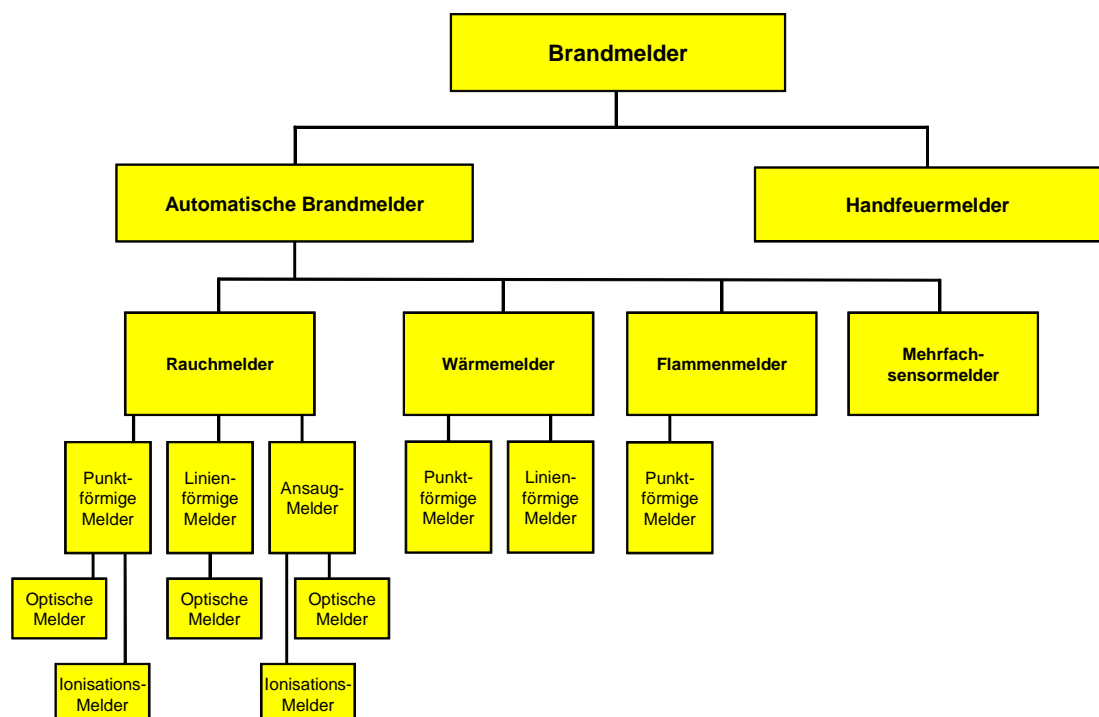 Brandmelder
Automatische Brandmelder
Handfeuermelder
Rauchmelder
Wärmemelder
Flammenmelder
Mehrfach-
sensormelder
Punkt-
förmige
Melder
Linien-
förmige
Melder
Ansaug-
Melder
Punkt-
förmige
Melder
Linien-
förmige
Melder
Punkt-
förmige
Melder
Optische
Melder
Optische
Melder
Optische
Melder
Ionisations-
Melder
Ionisations-
Melder